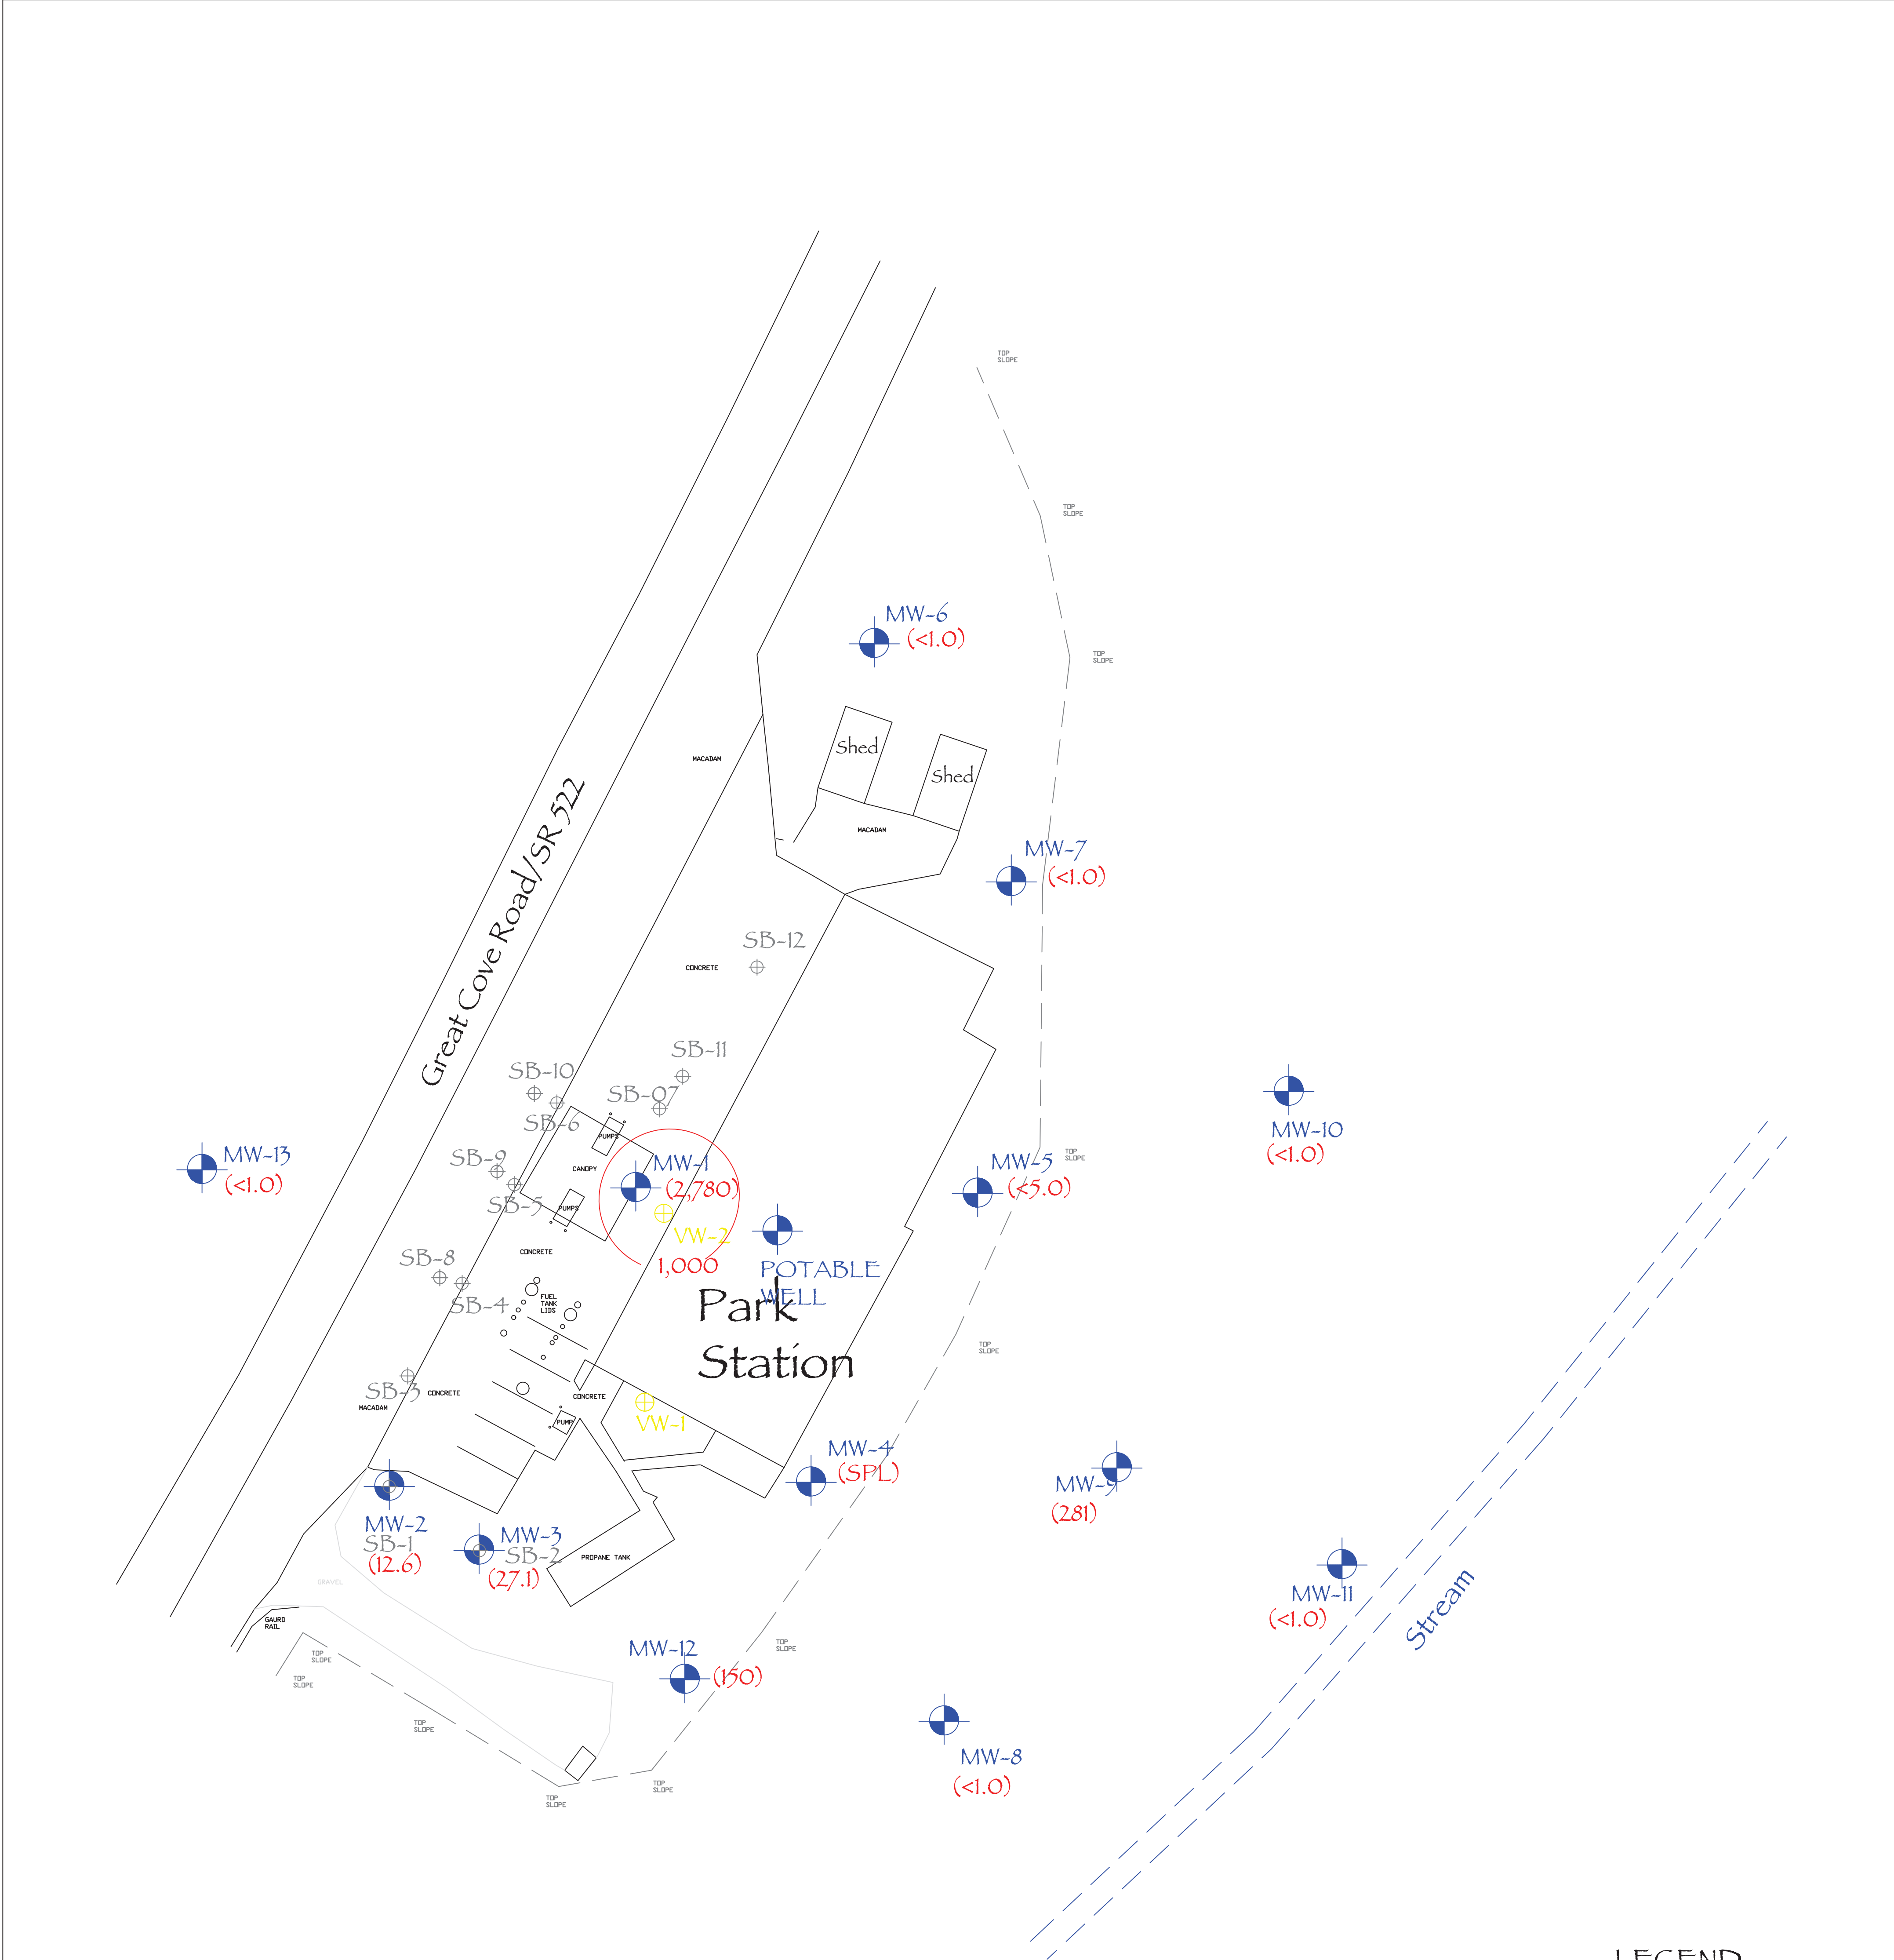 TOP
SLOPE
TOP
SLOPE
MW-6
(<1.0)
TOP
SLOPE
Shed
Shed
MACADAM
MACADAM
MW-7
(<1.0)
Great Cove Road/SR 522
SB-12
CONCRETE
SB-11
SB-10
SB-07
SB-6
PUMPS
MW-10
(<1.0)
MW-13
(<1.0)
SB-9
CANOPY
MW-1
(2,780)
MW-5
(<5.0)
TOP
SLOPE
SB-5
PUMPS
VW-2
1,000
CONCRETE
SB-8
SB-4
FUEL
TANK
LIDS
POTABLE
WELL
Park
Station
TOP
SLOPE
SB-3
CONCRETE
CONCRETE
MACADAM
PUMP
VW-1
MW-4
(SPL)
MW-9
(281)
MW-2
SB-1
(12.6)
MW-3
SB-2
(27.1)
PROPANE TANK
GRAVEL
MW-11
(<1.0)
Stream
GAURD
RAIL
TOP
SLOPE
TOP
SLOPE
TOP
SLOPE
MW-12
(150)
TOP
SLOPE
MW-8
(<1.0)
TOP
SLOPE
TOP
SLOPE
LEGEND